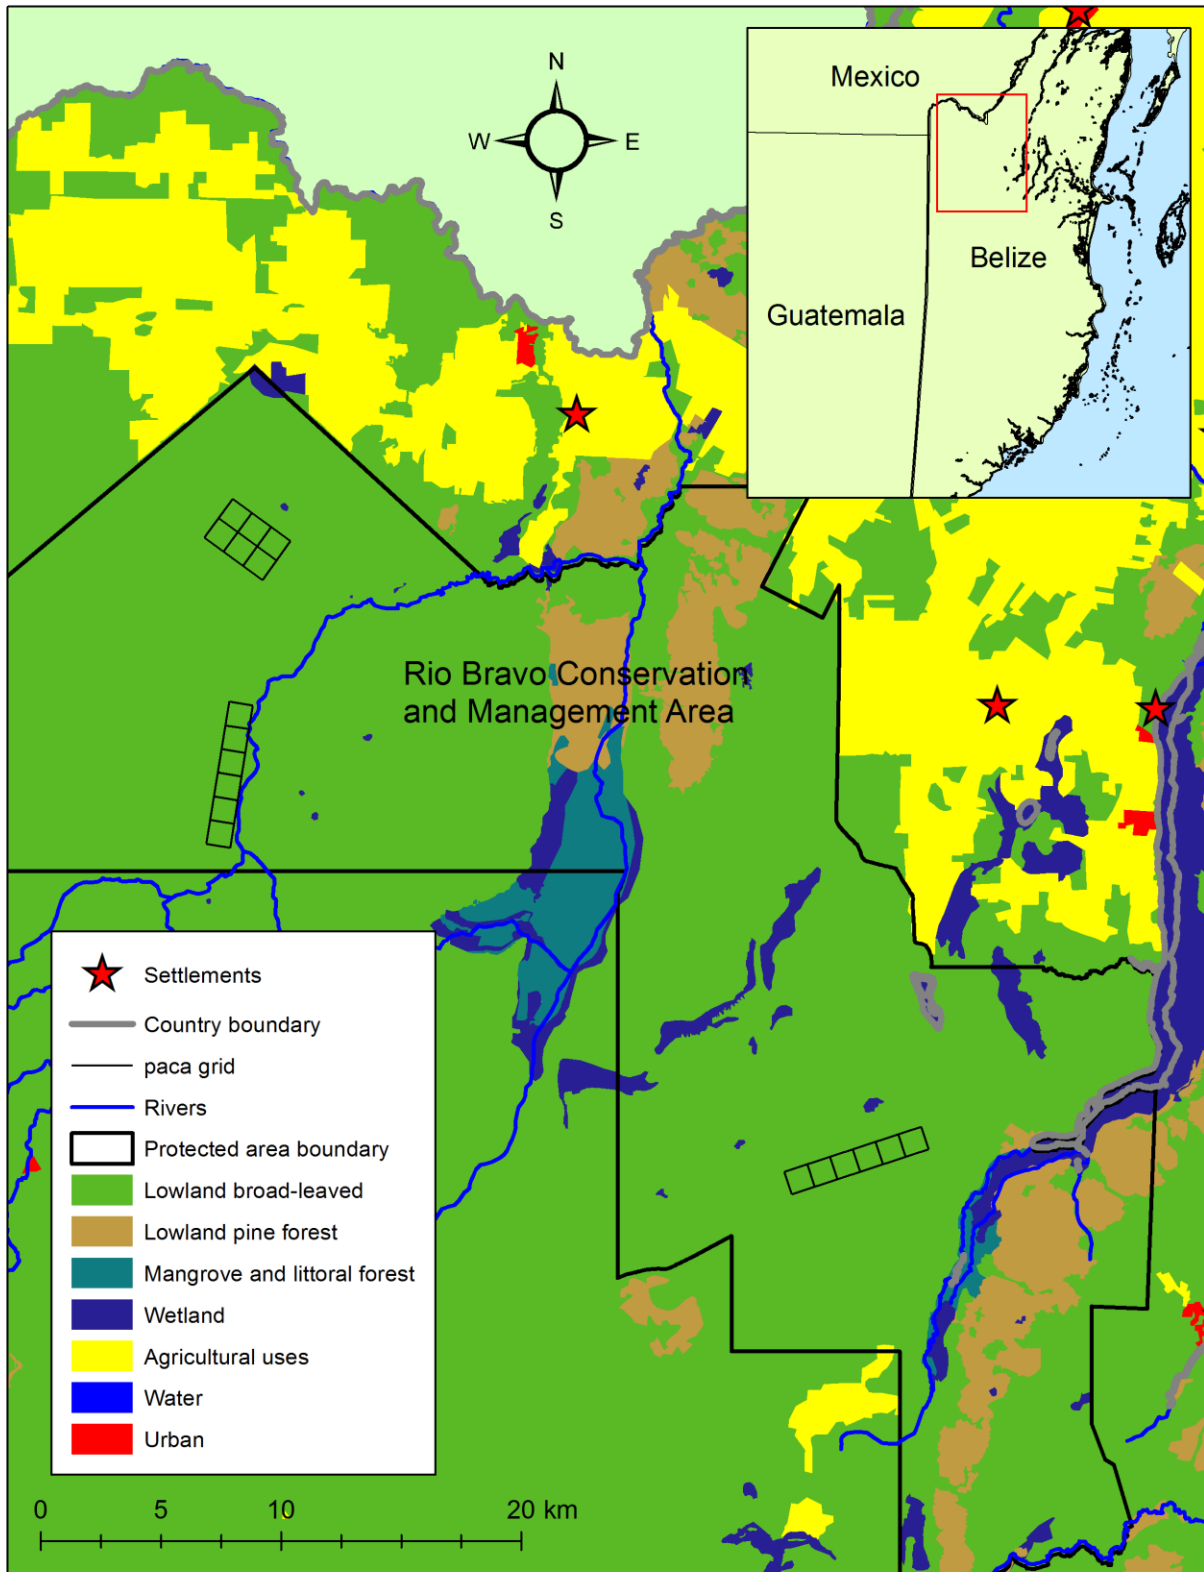 N
W
E
S
Mexico
Belize
Guatemala
Rio Bravo Conservation
and Management Area
Settlements
Country boundary
paca grid
Rivers
Protected area boundary
Lowland broad-leaved
Lowland pine forest
Mangrove and littoral forest
Wetland
Agricultural uses
Water
Urban
0 5 10 20 km